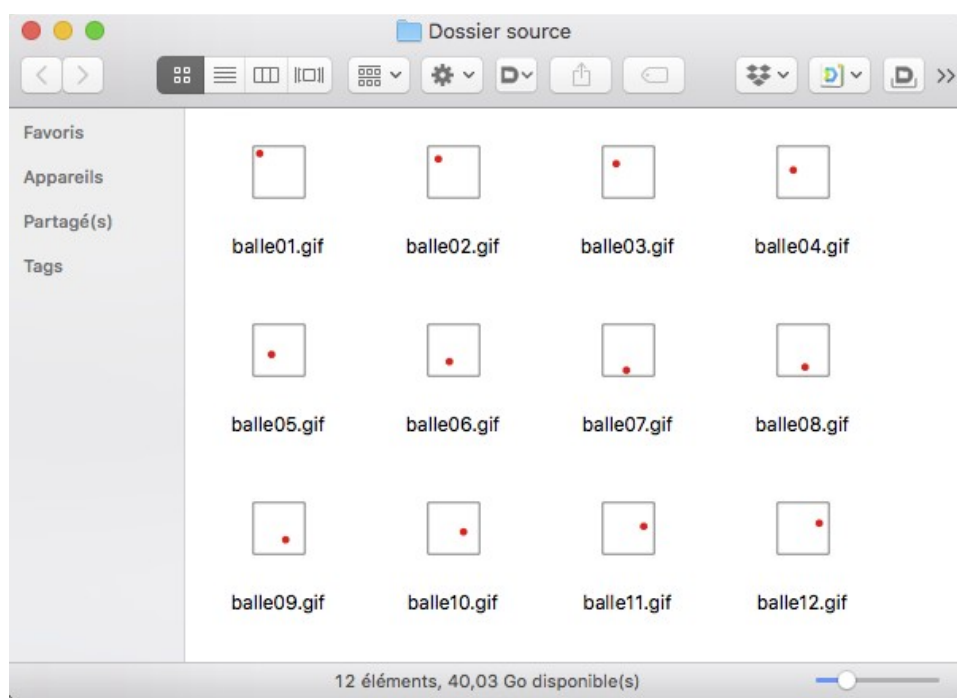 Dossier source
Favoris
Appareils
Partagé(s)
Tags
balle01.gif balle02.gif balle03.gif balle04.gif
balle05.gif balle06.gif balle07.gif balle08.gif
balle09.gif balle10.gif balle11.gif balle12.gif
12 éléments, 40,03 Go disponible(s)